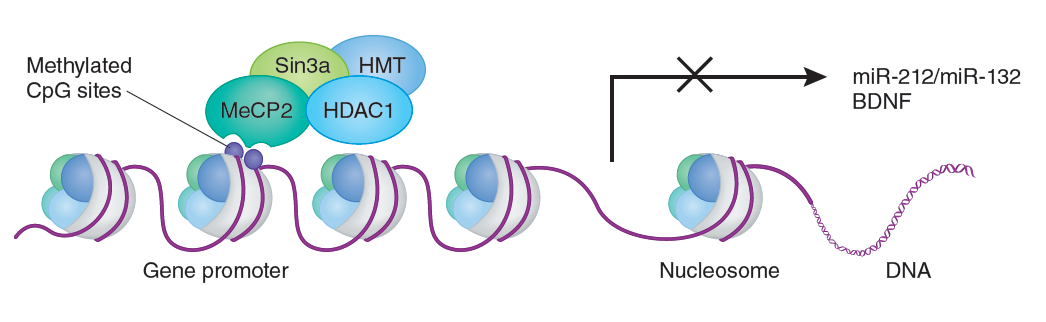 Methylated
CpG sites
Sin3a
HMT
MeCP2
HDAC1
miR-212/miR-132
BDNF
Gene promoter
Nucleosome
DNA